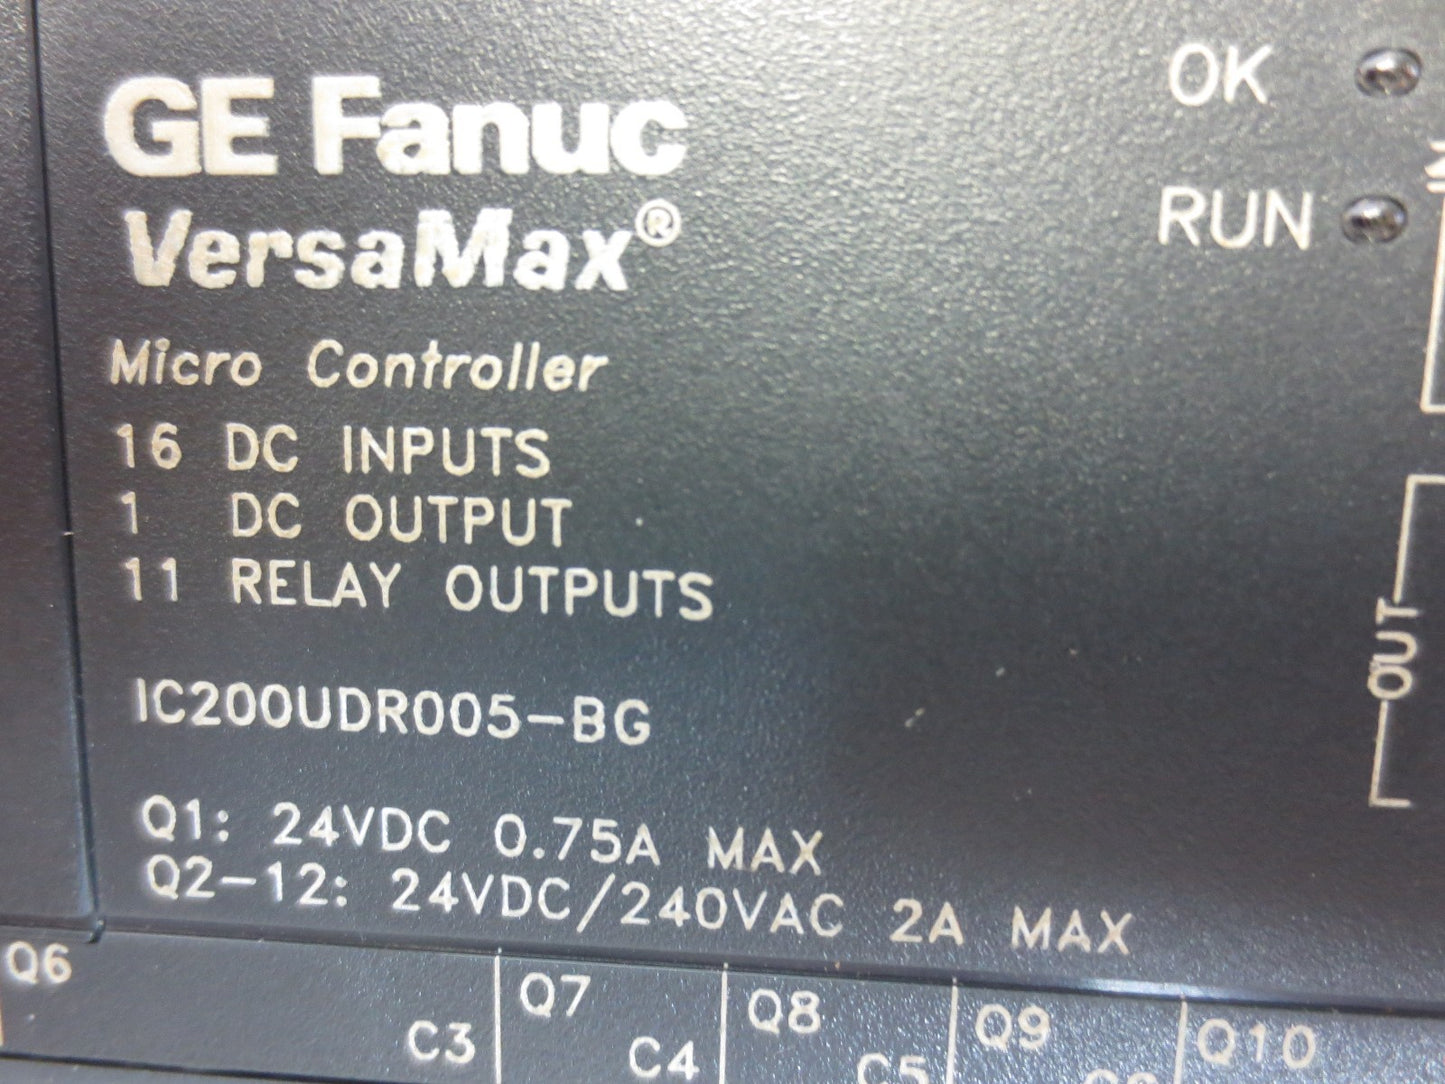 GE Fanuc
VersaMax®
Micro Controller
16 DC INPUTS
1 DC OUTPUT
11 RELAY OUTPUTS
IC200UDR005-BG
Q1: 24VDC 0.75A MAX
Q2-12: 24VDC/240VAC 2A MAX
OK
RUN
OUT
Q6
C3
Q7
C4
Q8
C5
Q9
Q10